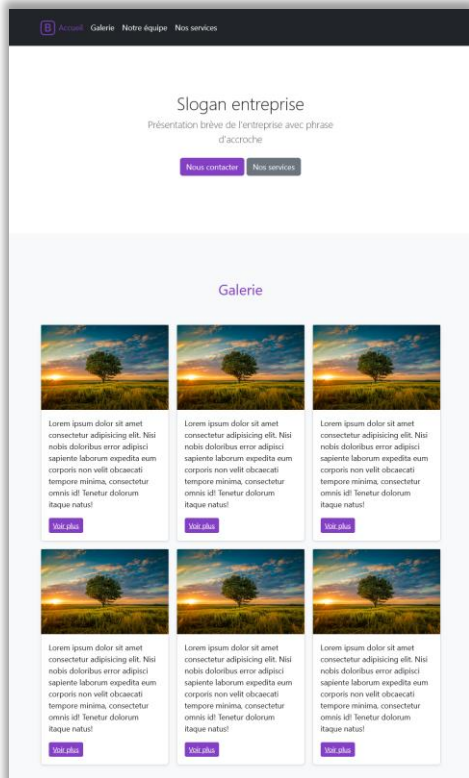 B Accueil Galerie Notre équipe Nos services
Slogan entreprise
Présentation brève de l'entreprise avec phrase
d'accroche
Nous contacter Nos services
Galerie
Lorem ipsum dolor sit amet
consectetur adipisicing elit. Nisi
nobis doloribus error adipisci
sapiente laborum expedita eum
corporis non velit obcaecati
tempore minima, consectetur
omnis id! Tenetur dolorum
itaque natus!
Voir plus
Lorem ipsum dolor sit amet
consectetur adipisicing elit. Nisi
nobis doloribus error adipisci
sapiente laborum expedita eum
corporis non velit obcaecati
tempore minima, consectetur
omnis id! Tenetur dolorum
itaque natus!
Voir plus
Lorem ipsum dolor sit amet
consectetur adipisicing elit. Nisi
nobis doloribus error adipisci
sapiente laborum expedita eum
corporis non velit obcaecati
tempore minima, consectetur
omnis id! Tenetur dolorum
itaque natus!
Voir plus
Lorem ipsum dolor sit amet
consectetur adipisicing elit. Nisi
nobis doloribus error adipisci
sapiente laborum expedita eum
corporis non velit obcaecati
tempore minima, consectetur
omnis id! Tenetur dolorum
itaque natus!
Voir plus
Lorem ipsum dolor sit amet
consectetur adipisicing elit. Nisi
nobis doloribus error adipisci
sapiente laborum expedita eum
corporis non velit obcaecati
tempore minima, consectetur
omnis id! Tenetur dolorum
itaque natus!
Voir plus
Lorem ipsum dolor sit amet
consectetur adipisicing elit. Nisi
nobis doloribus error adipisci
sapiente laborum expedita eum
corporis non velit obcaecati
tempore minima, consectetur
omnis id! Tenetur dolorum
itaque natus!
Voir plus